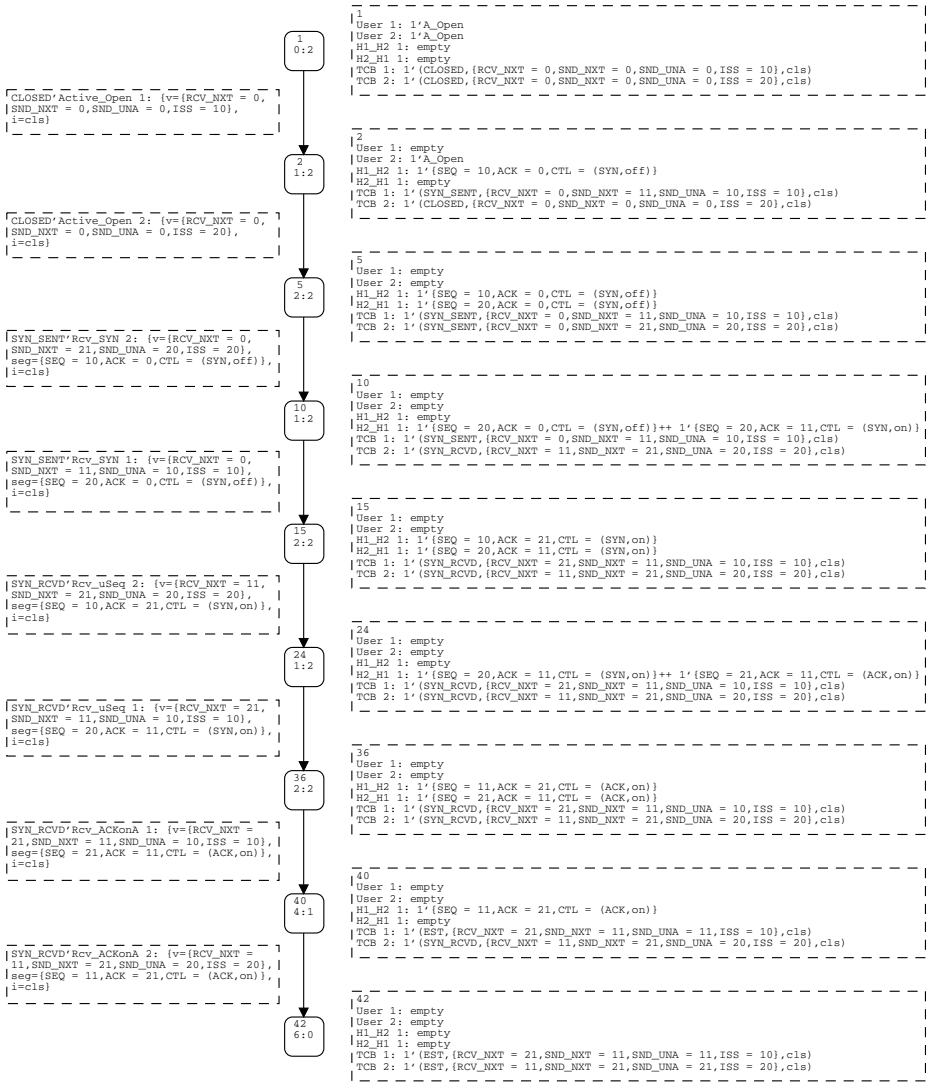 1
0:2
1
User 1: 1‘A_Open
User 2: 1‘A_Open
H1_H2 1: empty
H2_H1 1: empty
TCB 1: 1‘(CLOSED,{RCV_NXT = 0,SND_NXT = 0,SND_UNA = 0,ISS = 10},cls)
TCB 2: 1‘(CLOSED,{RCV_NXT = 0,SND_NXT = 0,SND_UNA = 0,ISS = 20},cls)
CLOSED’Active_Open 1: {v={RCV_NXT = 0,
SND_NXT = 0,SND_UNA = 0,ISS = 10},
i=cls}
2
1:2
2
User 1: empty
User 2: 1‘A_Open
H1_H2 1: 1‘{SEQ = 10,ACK = 0,CTL = (SYN,off)}
H2_H1 1: empty
TCB 1: 1‘(SYN_SENT,{RCV_NXT = 0,SND_NXT = 11,SND_UNA = 10,ISS = 10},cls)
TCB 2: 1‘(CLOSED,{RCV_NXT = 0,SND_NXT = 0,SND_UNA = 0,ISS = 20},cls)
CLOSED’Active_Open 2: {v={RCV_NXT = 0,
SND_NXT = 0,SND_UNA = 0,ISS = 20},
i=cls}
5
2:2
5
User 1: empty
User 2: empty
H1_H2 1: 1‘{SEQ = 10,ACK = 0,CTL = (SYN,off)}
H2_H1 1: 1‘{SEQ = 20,ACK = 0,CTL = (SYN,off)}
TCB 1: 1‘(SYN_SENT,{RCV_NXT = 0,SND_NXT = 11,SND_UNA = 10,ISS = 10},cls)
TCB 2: 1‘(SYN_SENT,{RCV_NXT = 0,SND_NXT = 21,SND_UNA = 20,ISS = 20},cls)
SYN_SENT’Rcv_SYN 2: {v={RCV_NXT = 0,
SND_NXT = 21,SND_UNA = 20,ISS = 20},
seg={SEQ = 10,ACK = 0,CTL = (SYN,off)},
i=cls}
10
1:2
10
User 1: empty
User 2: empty
H1_H2 1: empty
H2_H1 1: 1‘{SEQ = 20,ACK = 0,CTL = (SYN,off)}++ 1‘{SEQ = 20,ACK = 11,CTL = (SYN,on)}
TCB 1: 1‘(SYN_SENT,{RCV_NXT = 0,SND_NXT = 11,SND_UNA = 10,ISS = 10},cls)
TCB 2: 1‘(SYN_RCVD,{RCV_NXT = 11,SND_NXT = 21,SND_UNA = 20,ISS = 20},cls)
SYN_SENT’Rcv_SYN 1: {v={RCV_NXT = 0,
SND_NXT = 11,SND_UNA = 10,ISS = 10},
seg={SEQ = 20,ACK = 0,CTL = (SYN,off)},
i=cls}
15
2:2
15
User 1: empty
User 2: empty
H1_H2 1: 1‘{SEQ = 10,ACK = 21,CTL = (SYN,on)}
H2_H1 1: 1‘{SEQ = 20,ACK = 11,CTL = (SYN,on)}
TCB 1: 1‘(SYN_RCVD,{RCV_NXT = 21,SND_NXT = 11,SND_UNA = 10,ISS = 10},cls)
TCB 2: 1‘(SYN_RCVD,{RCV_NXT = 11,SND_NXT = 21,SND_UNA = 20,ISS = 20},cls)
SYN_RCVD’Rcv_uSeq 2: {v={RCV_NXT = 11,
SND_NXT = 21,SND_UNA = 20,ISS = 20},
seg={SEQ = 10,ACK = 21,CTL = (SYN,on)},
i=cls}
24
1:2
24
User 1: empty
User 2: empty
H1_H2 1: empty
H2_H1 1: 1‘{SEQ = 20,ACK = 11,CTL = (SYN,on)}++ 1‘{SEQ = 21,ACK = 11,CTL = (ACK,on)}
TCB 1: 1‘(SYN_RCVD,{RCV_NXT = 21,SND_NXT = 11,SND_UNA = 10,ISS = 10},cls)
TCB 2: 1‘(SYN_RCVD,{RCV_NXT = 11,SND_NXT = 21,SND_UNA = 20,ISS = 20},cls)
SYN_RCVD’Rcv_uSeq 1: {v={RCV_NXT = 21,
SND_NXT = 11,SND_UNA = 10,ISS = 10},
seg={SEQ = 20,ACK = 11,CTL = (SYN,on)},
i=cls}
36
2:2
36
User 1: empty
User 2: empty
H1_H2 1: 1‘{SEQ = 11,ACK = 21,CTL = (ACK,on)}
H2_H1 1: 1‘{SEQ = 21,ACK = 11,CTL = (ACK,on)}
TCB 1: 1‘(SYN_RCVD,{RCV_NXT = 21,SND_NXT = 11,SND_UNA = 10,ISS = 10},cls)
TCB 2: 1‘(SYN_RCVD,{RCV_NXT = 11,SND_NXT = 21,SND_UNA = 20,ISS = 20},cls)
SYN_RCVD’Rcv_ACKonA 1: {v={RCV_NXT =
21,SND_NXT = 11,SND_UNA = 10,ISS = 10},
seg={SEQ = 21,ACK = 11,CTL = (ACK,on)},
i=cls}
40
4:1
40
User 1: empty
User 2: empty
H1_H2 1: 1‘{SEQ = 11,ACK = 21,CTL = (ACK,on)}
H2_H1 1: empty
TCB 1: 1‘(EST,{RCV_NXT = 21,SND_NXT = 11,SND_UNA = 11,ISS = 10},cls)
TCB 2: 1‘(SYN_RCVD,{RCV_NXT = 11,SND_NXT = 21,SND_UNA = 20,ISS = 20},cls)
SYN_RCVD’Rcv_ACKonA 2: {v={RCV_NXT =
11,SND_NXT = 21,SND_UNA = 20,ISS = 20},
seg={SEQ = 11,ACK = 21,CTL = (ACK,on)},
i=cls}
42
6:0
42
User 1: empty
User 2: empty
H1_H2 1: empty
H2_H1 1: empty
TCB 1: 1‘(EST,{RCV_NXT = 21,SND_NXT = 11,SND_UNA = 11,ISS = 10},cls)
TCB 2: 1‘(EST,{RCV_NXT = 11,SND_NXT = 21,SND_UNA = 21,ISS = 20},cls)